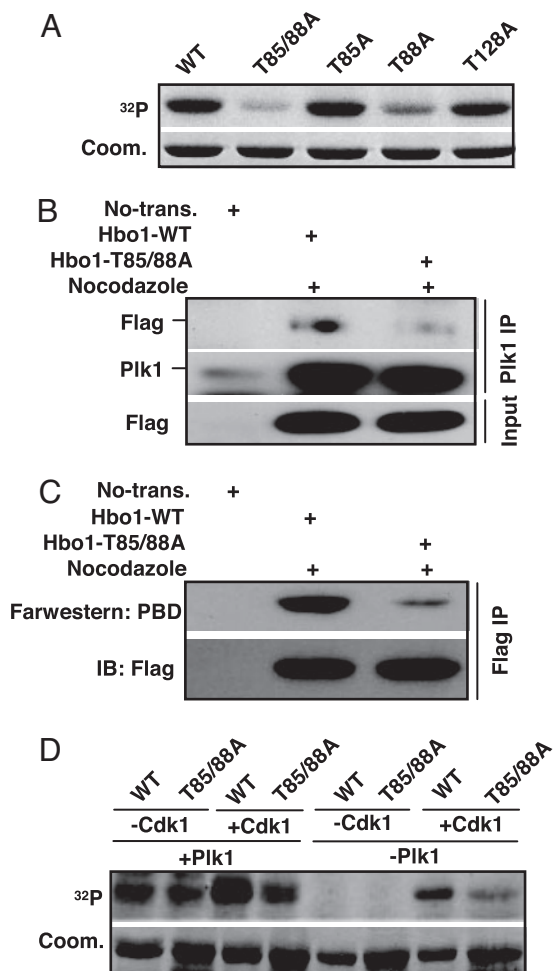 A
WT T85/88A T85A T88A T128A
32P
Coom.
B
No-trans. +
Hbo1-WT +
Hbo1-T85/88A +
Nocodazole + +
Flag
Plk1
Plk1 IP
Flag
Input
C
No-trans. +
Hbo1-WT +
Hbo1-T85/88A +
Nocodazole + +
Farwestern: PBD
IB: Flag
Flag IP
D
WT T85/88A WT T85/88A WT T85/88A WT T85/88A
-Cdk1 +Cdk1 -Cdk1 +Cdk1
+Plk1 -Plk1
32P
Coom.